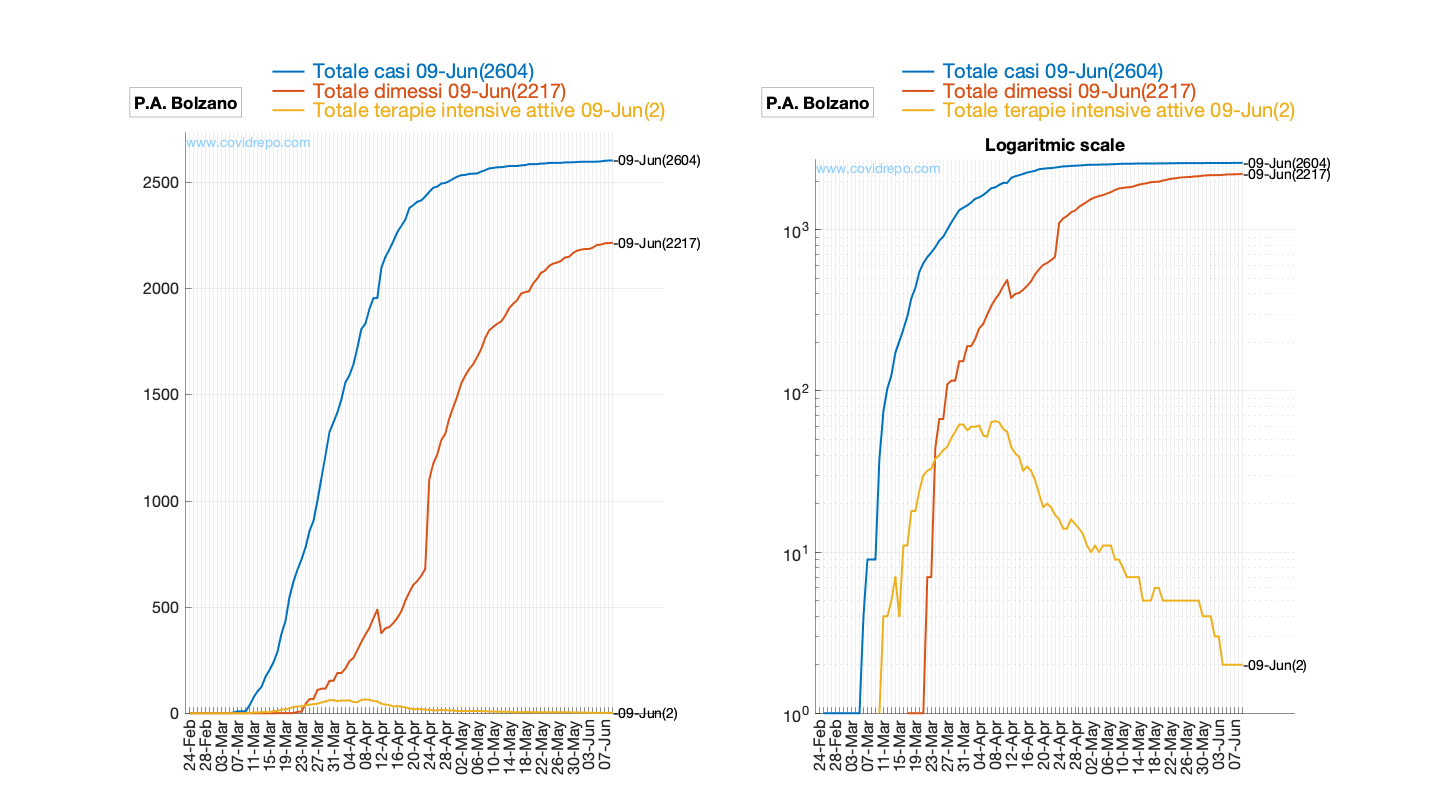 Totale casi 09-Jun(2604)
Totale dimessi 09-Jun(2217)
Totale terapie intensive attive 09-Jun(2)
P.A. Bolzano
www.covidrepo.com
2500
2000
1500
1000
500
0
-09-Jun(2604)
-09-Jun(2217)
-09-Jun(2)
24-Feb
28-Feb
03-Mar
07-Mar
11-Mar
15-Mar
19-Mar
23-Mar
27-Mar
31-Mar
04-Apr
08-Apr
12-Apr
16-Apr
20-Apr
24-Apr
28-Apr
02-May
06-May
10-May
14-May
18-May
22-May
26-May
30-May
03-Jun
07-Jun
Totale casi 09-Jun(2604)
Totale dimessi 09-Jun(2217)
Totale terapie intensive attive 09-Jun(2)
P.A. Bolzano
Logaritmic scale
www.covidrepo.com
10³
10²
10¹
10⁰
-09-Jun(2604)
-09-Jun(2217)
-09-Jun(2)
24-Feb
28-Feb
03-Mar
07-Mar
11-Mar
15-Mar
19-Mar
23-Mar
27-Mar
31-Mar
04-Apr
08-Apr
12-Apr
16-Apr
20-Apr
24-Apr
28-Apr
02-May
06-May
10-May
14-May
18-May
22-May
26-May
30-May
03-Jun
07-Jun